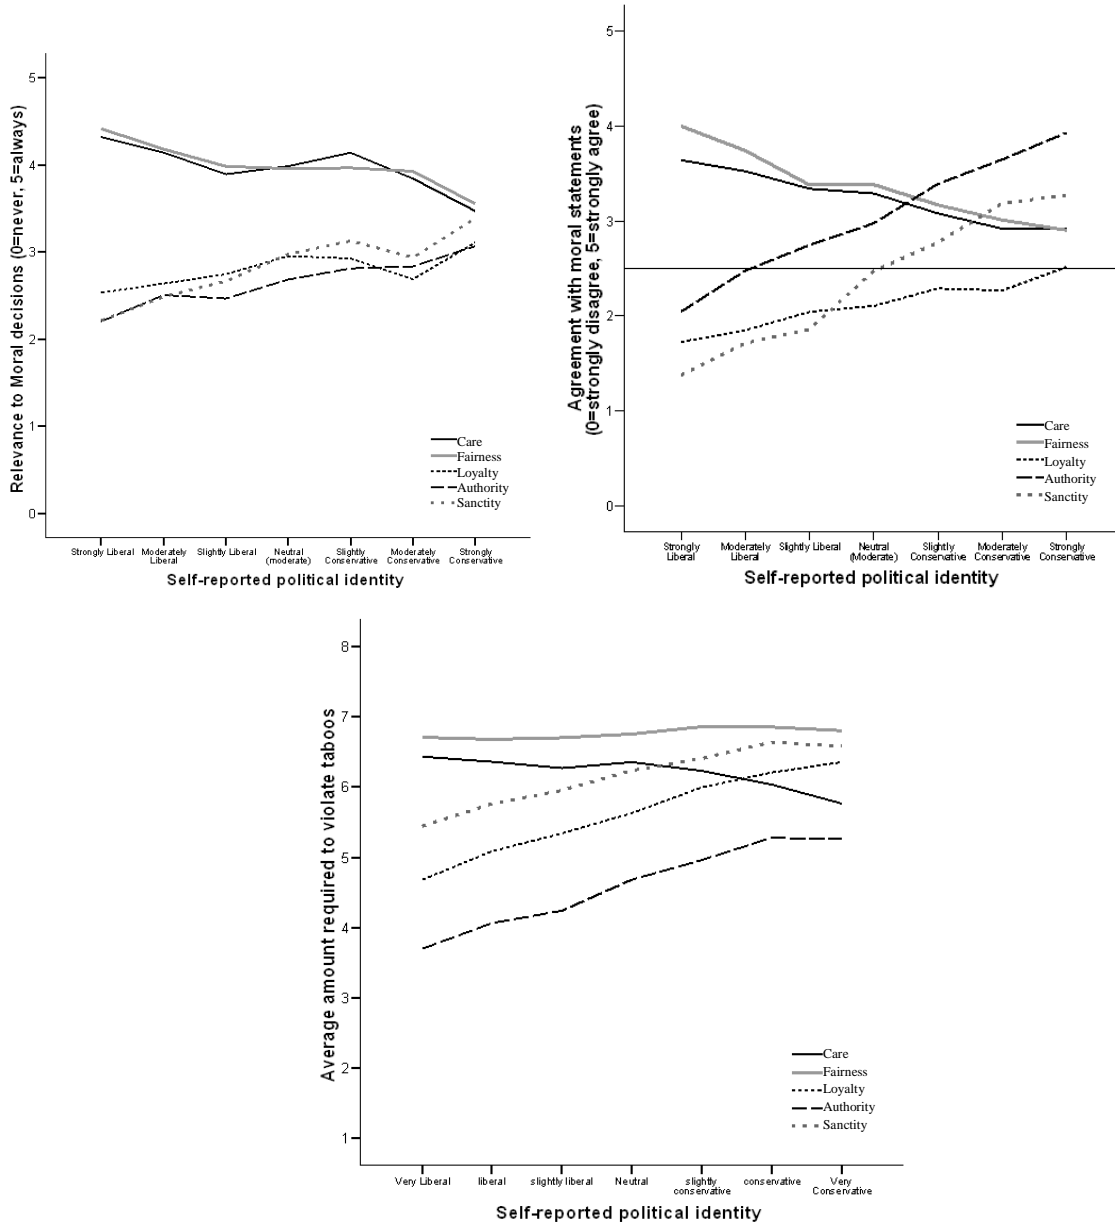 Relevance to Moral decisions (0=never, 5=always)
5
4
3
2
1
0
Care
Fairness
Loyalty
Authority
Sanctity
Strongly Liberal
Moderately
Liberal
Slightly Liberal
Neutral
(moderate)
Slightly
Conservative
Moderately
Conservative
Strongly
Conservative
Self-reported political identity
Agreement with moral statements
(0=strongly disagree, 5=strongly agree)
5
4
3
2
1
0
Care
Fairness
Loyalty
Authority
Sanctity
Strongly
Liberal
Moderately
Liberal
Slightly Liberal
Neutral
(Moderate)
Slightly
Conservative
Moderately
Conservative
Strongly
Conservative
Self-reported political identity
Average amount required to violate taboos
8
7
6
5
4
3
2
1
Care
Fairness
Loyalty
Authority
Sanctity
Very Liberal
liberal
slightly liberal
Neutral
slightly
conservative
conservative
Very
Conservative
Self-reported political identity